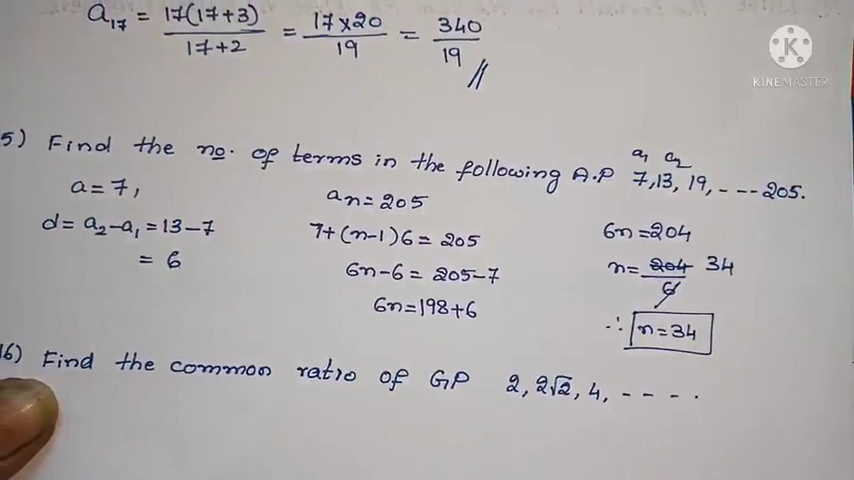 a₁₇ = 17(17+3)/17+2 = 17×20/19 = 340/19 //
KINEMASTER
5) Find the no. of terms in the following A.P 7, 13, 19, - - - 205.
a₁ a₂
a = 7,
d = a₂-a₁ = 13-7
= 6
an = 205
7+(n-1)6 = 205
6n-6 = 205-7
6n = 198+6
6n = 204
n = 204/6 34
∴ n = 34
16) Find the common ratio of GP 2, 2√2, 4, - - - - .